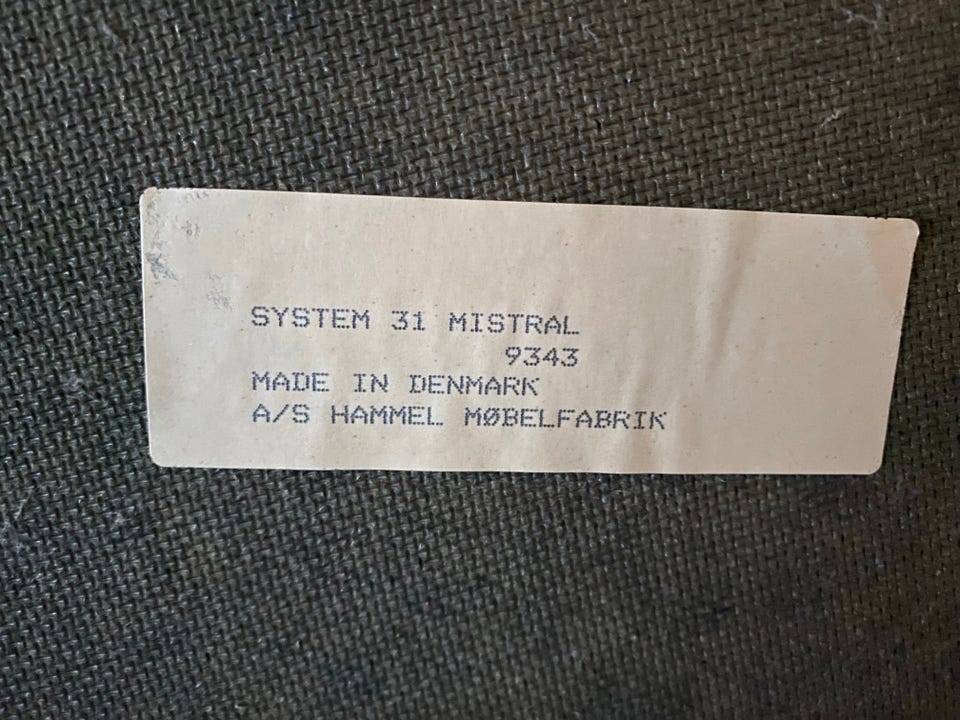 SYSTEM 31 MISTRAL
9343
MADE IN DENMARK
A/S HAMMEL MØBELFABRIK